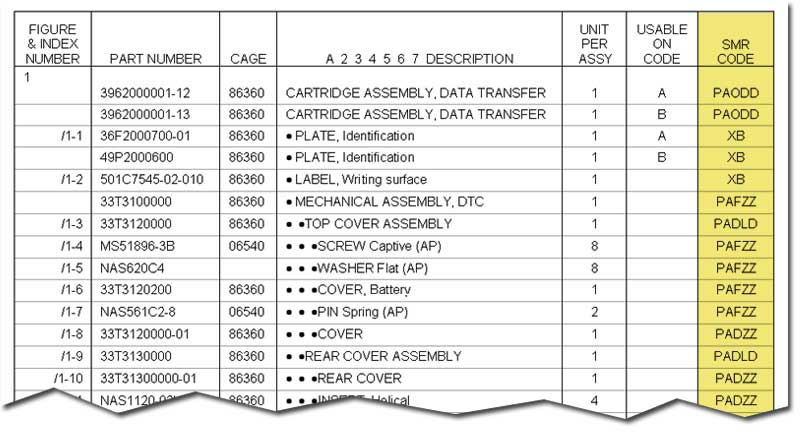 FIGURE & INDEX NUMBER PART NUMBER CAGE A 2 3 4 5 6 7 DESCRIPTION UNIT PER ASSY USABLE ON CODE SMR CODE
1
3962000001-12 86360 CARTRIDGE ASSEMBLY, DATA TRANSFER 1 A PAODD
3962000001-13 86360 CARTRIDGE ASSEMBLY, DATA TRANSFER 1 B PAODD
/1-1 36F2000700-01 86360 • PLATE, Identification 1 A XB
49P2000600 86360 • PLATE, Identification 1 B XB
/1-2 501C7545-02-010 86360 • LABEL, Writing surface 1 XB
33T3100000 86360 • MECHANICAL ASSEMBLY, DTC 1 PAFZZ
/1-3 33T3120000 86360 • •TOP COVER ASSEMBLY 1 PADLD
/1-4 MS51896-3B 06540 • • •SCREW Captive (AP) 8 PAFZZ
/1-5 NAS620C4 • • •WASHER Flat (AP) 8 PAFZZ
/1-6 33T3120200 86360 • • •COVER, Battery 1 PAFZZ
/1-7 NAS561C2-8 06540 • • •PIN Spring (AP) 2 PAFZZ
/1-8 33T3120000-01 86360 • • •COVER 1 PADZZ
/1-9 33T3130000 86360 • •REAR COVER ASSEMBLY 1 PADLD
/1-10 33T31300000-01 86360 • • •REAR COVER 1 PADZZ
86360 • • • Helical 4 PADZZ